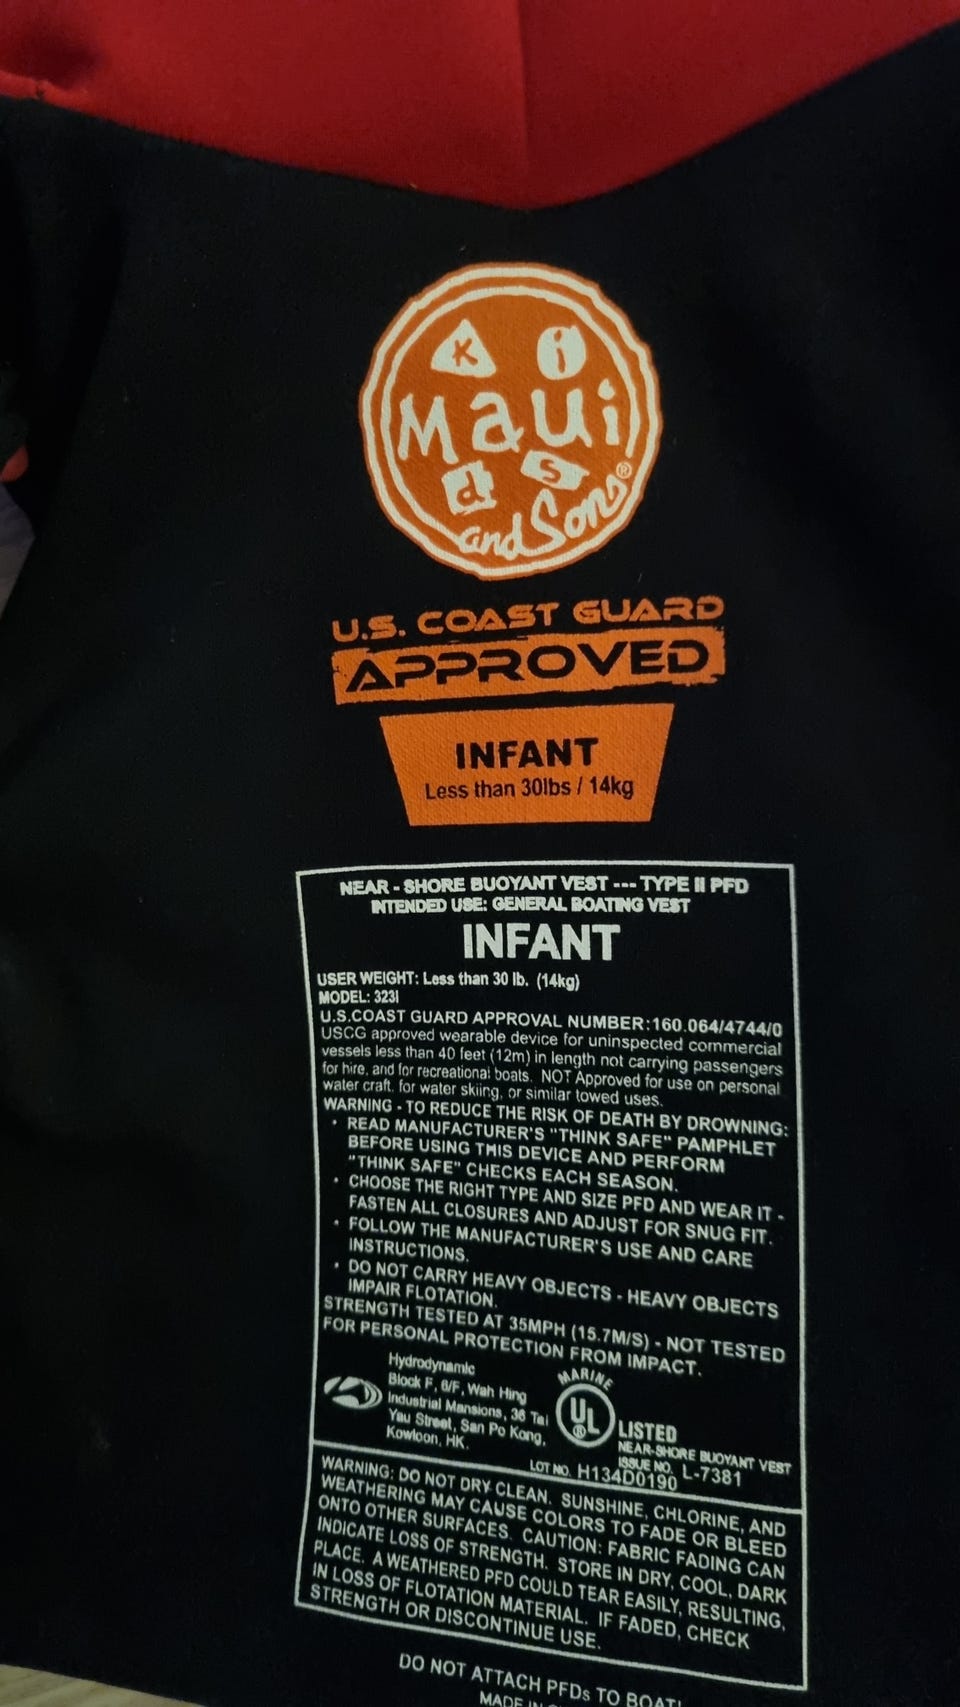 K i
Maui
d s
and Sons®
U.S. COAST GUARD
APPROVED
INFANT
Less than 30lbs / 14kg
NEAR - SHORE BUOYANT VEST --- TYPE II PFD
INTENDED USE: GENERAL BOATING VEST
INFANT
USER WEIGHT: Less than 30 lb. (14kg)
MODEL: 323I
U.S.COAST GUARD APPROVAL NUMBER:160.064/4744/0
USCG approved wearable device for uninspected commercial
vessels less than 40 feet (12m) in length not carrying passengers
for hire, and for recreational boats. NOT Approved for use on personal
water craft, for water skiing, or similar towed uses.
WARNING - TO REDUCE THE RISK OF DEATH BY DROWNING:
• READ MANUFACTURER'S "THINK SAFE" PAMPHLET
BEFORE USING THIS DEVICE AND PERFORM
"THINK SAFE" CHECKS EACH SEASON.
• CHOOSE THE RIGHT TYPE AND SIZE PFD AND WEAR IT -
FASTEN ALL CLOSURES AND ADJUST FOR SNUG FIT.
• FOLLOW THE MANUFACTURER'S USE AND CARE
INSTRUCTIONS.
• DO NOT CARRY HEAVY OBJECTS - HEAVY OBJECTS
IMPAIR FLOTATION.
STRENGTH TESTED AT 35MPH (15.7M/S) - NOT TESTED
FOR PERSONAL PROTECTION FROM IMPACT.
Hydrodynamic
Block F, 6/F, Wah Hing
Industrial Mansions, 36 Tai
Yau Street, San Po Kong,
Kowloon, HK.
MARINE
UL®
LISTED
NEAR-SHORE BUOYANT VEST
ISSUE NO. L-7381
LOT NO. H134D0190
WARNING: DO NOT DRY CLEAN. SUNSHINE, CHLORINE, AND
WEATHERING MAY CAUSE COLORS TO FADE OR BLEED
ONTO OTHER SURFACES. CAUTION: FABRIC FADING CAN
INDICATE LOSS OF STRENGTH. STORE IN DRY, COOL, DARK
PLACE. A WEATHERED PFD COULD TEAR EASILY, RESULTING,
IN LOSS OF FLOTATION MATERIAL. IF FADED, CHECK
STRENGTH OR DISCONTINUE USE.
DO NOT ATTACH PFDs TO BOAT!
MADE IN